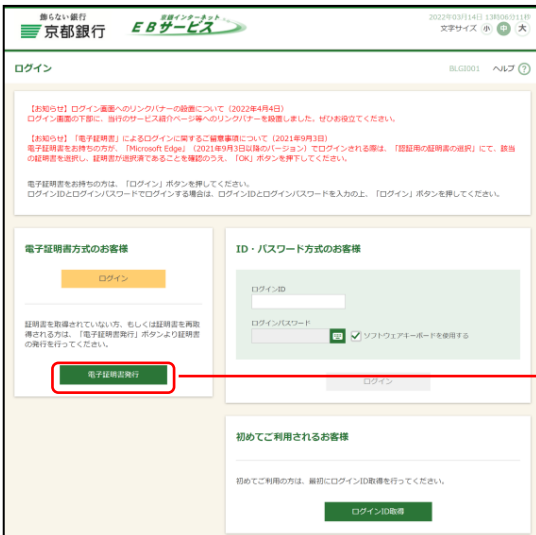 飾らない銀行
京都銀行
京銀インターネット
EBサービス
2022年03月14日 13時06分11秒
文字サイズ 小 中 大
ログイン
BLGI001 ヘルプ ?
【お知らせ】ログイン画面へのリンクバナーの設置について（2022年4月4日）
ログイン画面の下部に、当行のサービス紹介ページ等へのリンクバナーを設置しました。ぜひお役立てください。
【お知らせ】「電子証明書」によるログインに関するご留意事項について（2021年9月3日）
電子証明書をお持ちの方が、「Microsoft Edge」（2021年9月3日以降のバージョン）でログインされる際は、「認証用の証明書の選択」にて、該当
の証明書を選択し、証明書が選択済であることを確認のうえ、「OK」ボタンを押下してください。
電子証明書をお持ちの方は、「ログイン」ボタンを押してください。
ログインIDとログインパスワードでログインする場合は、ログインIDとログインパスワードを入力の上、「ログイン」ボタンを押してください。
電子証明書方式のお客様
ログイン
証明書を取得されていない方、もしくは証明書を再取
得される方は、「電子証明書発行」ボタンより証明書
の発行を行ってください。
電子証明書発行
ID・パスワード方式のお客様
ログインID
ログインパスワード
ソフトウェアキーボードを使用する
ログイン
初めてご利用されるお客様
初めてご利用の方は、最初にログインID取得を行ってください。
ログインID取得